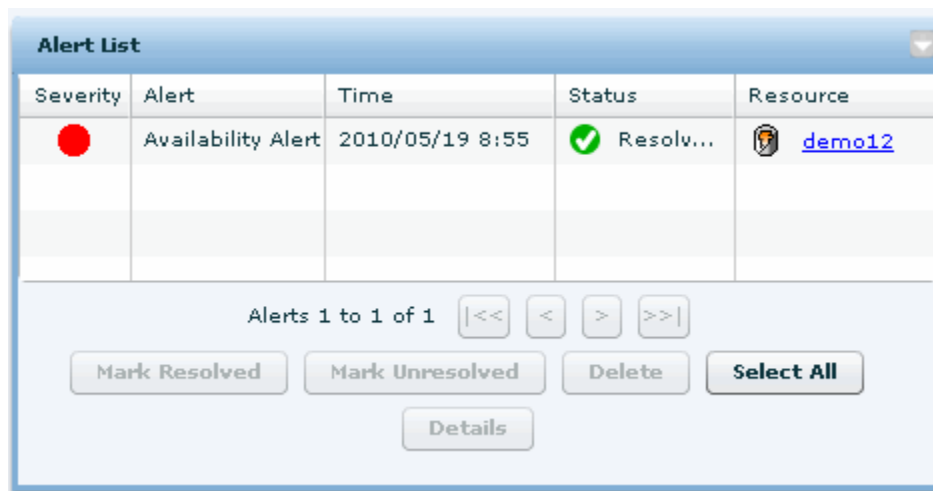 Alert List
Severity Alert Time Status Resource
Availability Alert 2010/05/19 8:55 Resolv... demo12
Alerts 1 to 1 of 1 |<< < > >>|
Mark Resolved Mark Unresolved Delete Select All
Details